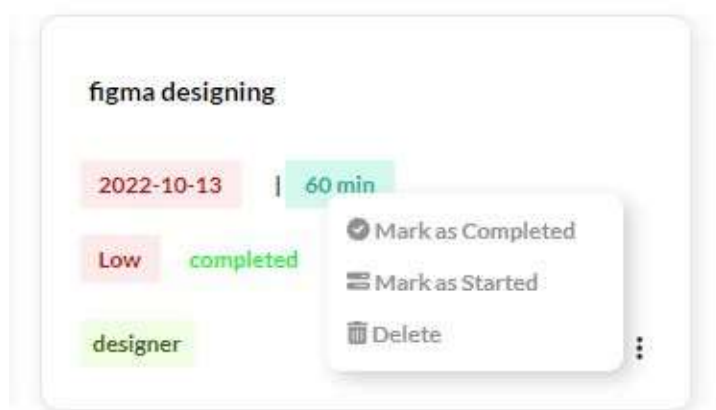 figma designing
2022-10-13 | 60 min
Mark as Completed
Low completed
Mark as Started
Delete
designer